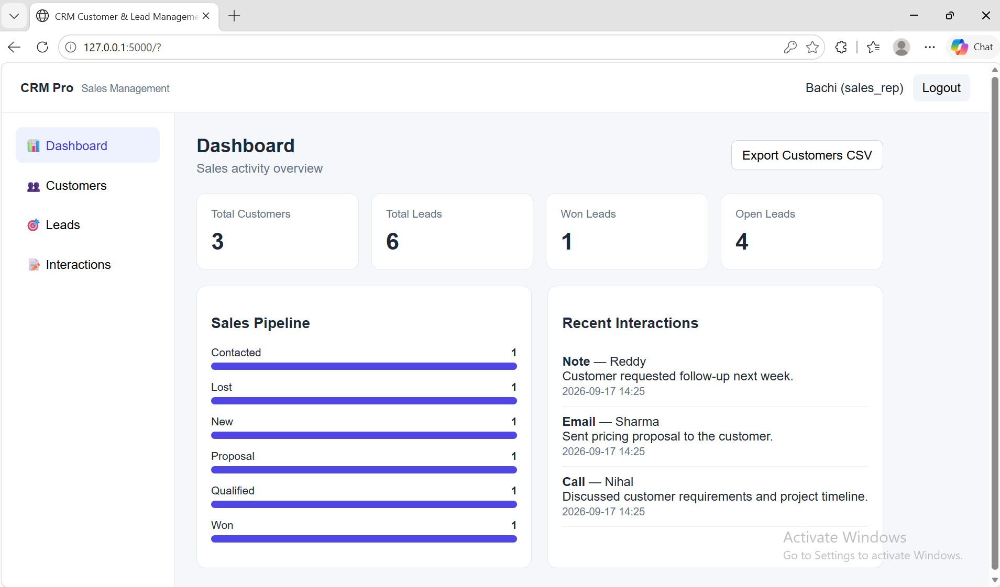 CRM Customer & Lead Manageme
127.0.0.1:5000/?
Chat
CRM Pro Sales Management
Bachi (sales_rep)
Logout
Dashboard
Customers
Leads
Interactions
Dashboard
Sales activity overview
Export Customers CSV
Total Customers
3
Total Leads
6
Won Leads
1
Open Leads
4
Sales Pipeline
Contacted 1
Lost 1
New 1
Proposal 1
Qualified 1
Won 1
Recent Interactions
Note — Reddy
Customer requested follow-up next week.
2026-09-17 14:25
Email — Sharma
Sent pricing proposal to the customer.
2026-09-17 14:25
Call — Nihal
Discussed customer requirements and project timeline.
2026-09-17 14:25
Activate Windows
Go to Settings to activate Windows.